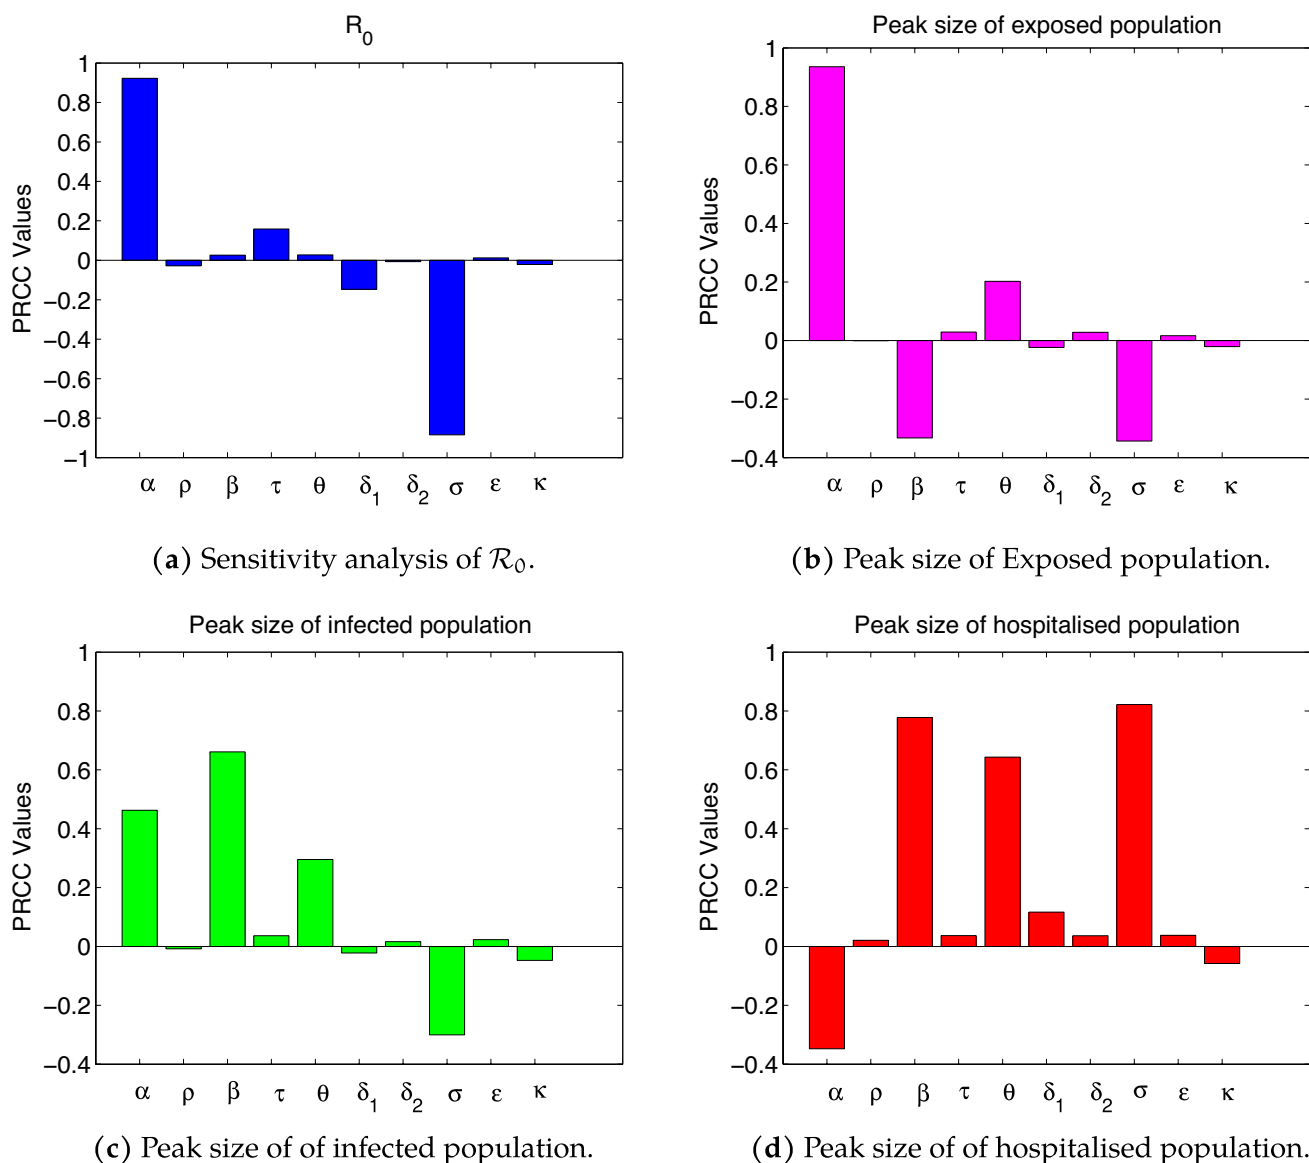 R0
PRCC Values
1
0.8
0.6
0.4
0.2
0
−0.2
−0.4
−0.6
−0.8
−1
α ρ β τ θ δ1 δ2 σ ε κ
(a) Sensitivity analysis of R0.
Peak size of exposed population
PRCC Values
1
0.8
0.6
0.4
0.2
0
−0.2
−0.4
α ρ β τ θ δ1 δ2 σ ε κ
(b) Peak size of Exposed population.
Peak size of infected population
PRCC Values
1
0.8
0.6
0.4
0.2
0
−0.2
−0.4
α ρ β τ θ δ1 δ2 σ ε κ
(c) Peak size of of infected population.
Peak size of hospitalised population
PRCC Values
1
0.8
0.6
0.4
0.2
0
−0.2
−0.4
α ρ β τ θ δ1 δ2 σ ε κ
(d) Peak size of of hospitalised population.